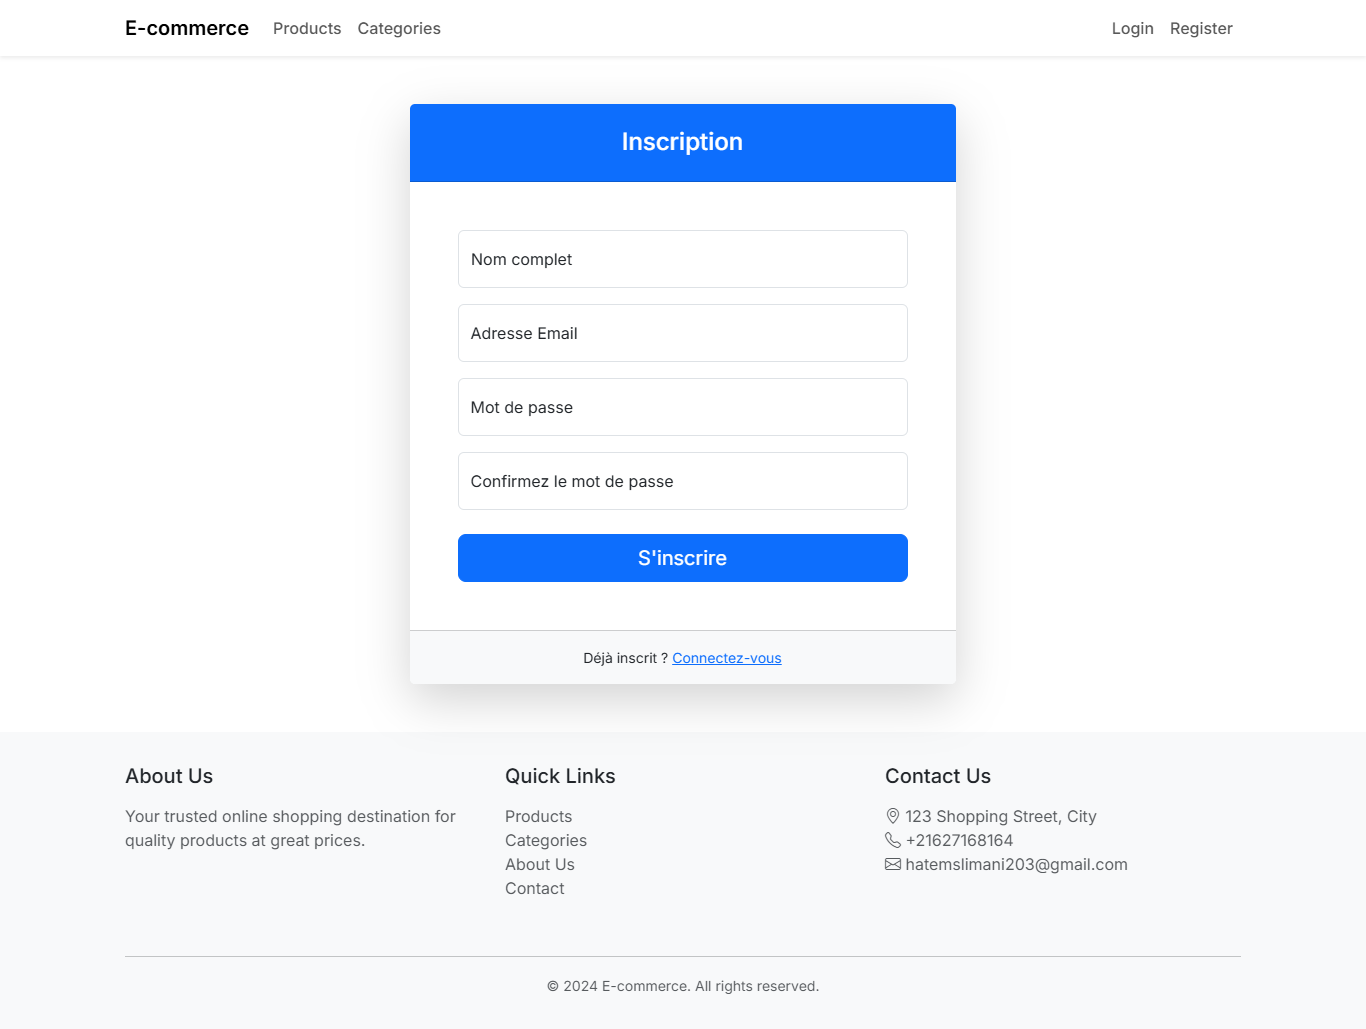 E-commerce Products Categories Login Register
Inscription
Nom complet
Adresse Email
Mot de passe
Confirmez le mot de passe
S'inscrire
Déjà inscrit ? Connectez-vous
About Us
Your trusted online shopping destination for
quality products at great prices.
Quick Links
Products
Categories
About Us
Contact
Contact Us
123 Shopping Street, City
+21627168164
hatemslimani203@gmail.com
© 2024 E-commerce. All rights reserved.